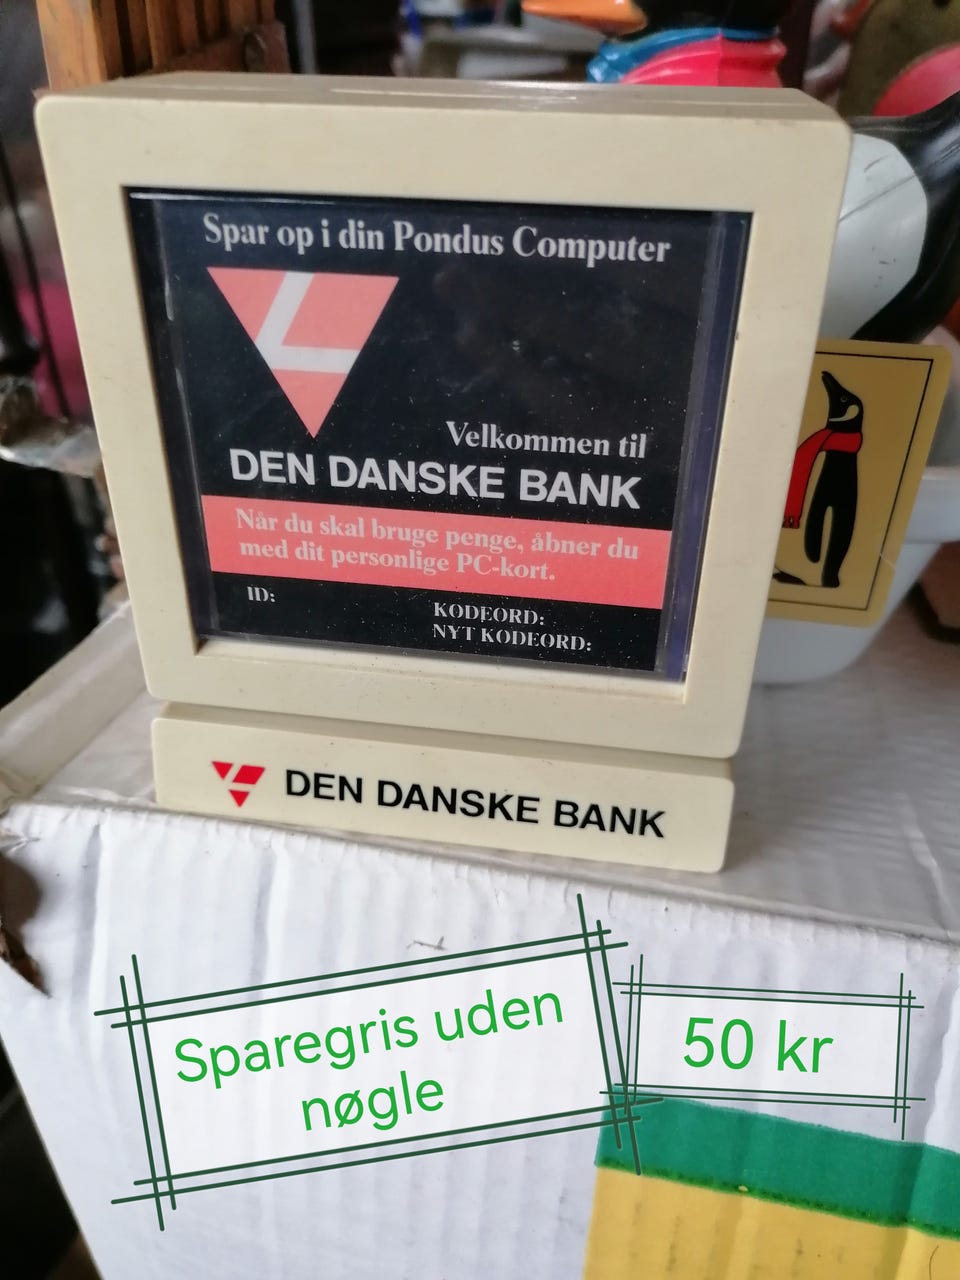 Spar op i din Pondus Computer
Velkommen til
DEN DANSKE BANK
Når du skal bruge penge, åbner du
med dit personlige PC-kort.
ID:
KODEORD:
NYT KODEORD:
DEN DANSKE BANK
Sparegris uden
nøgle
50 kr